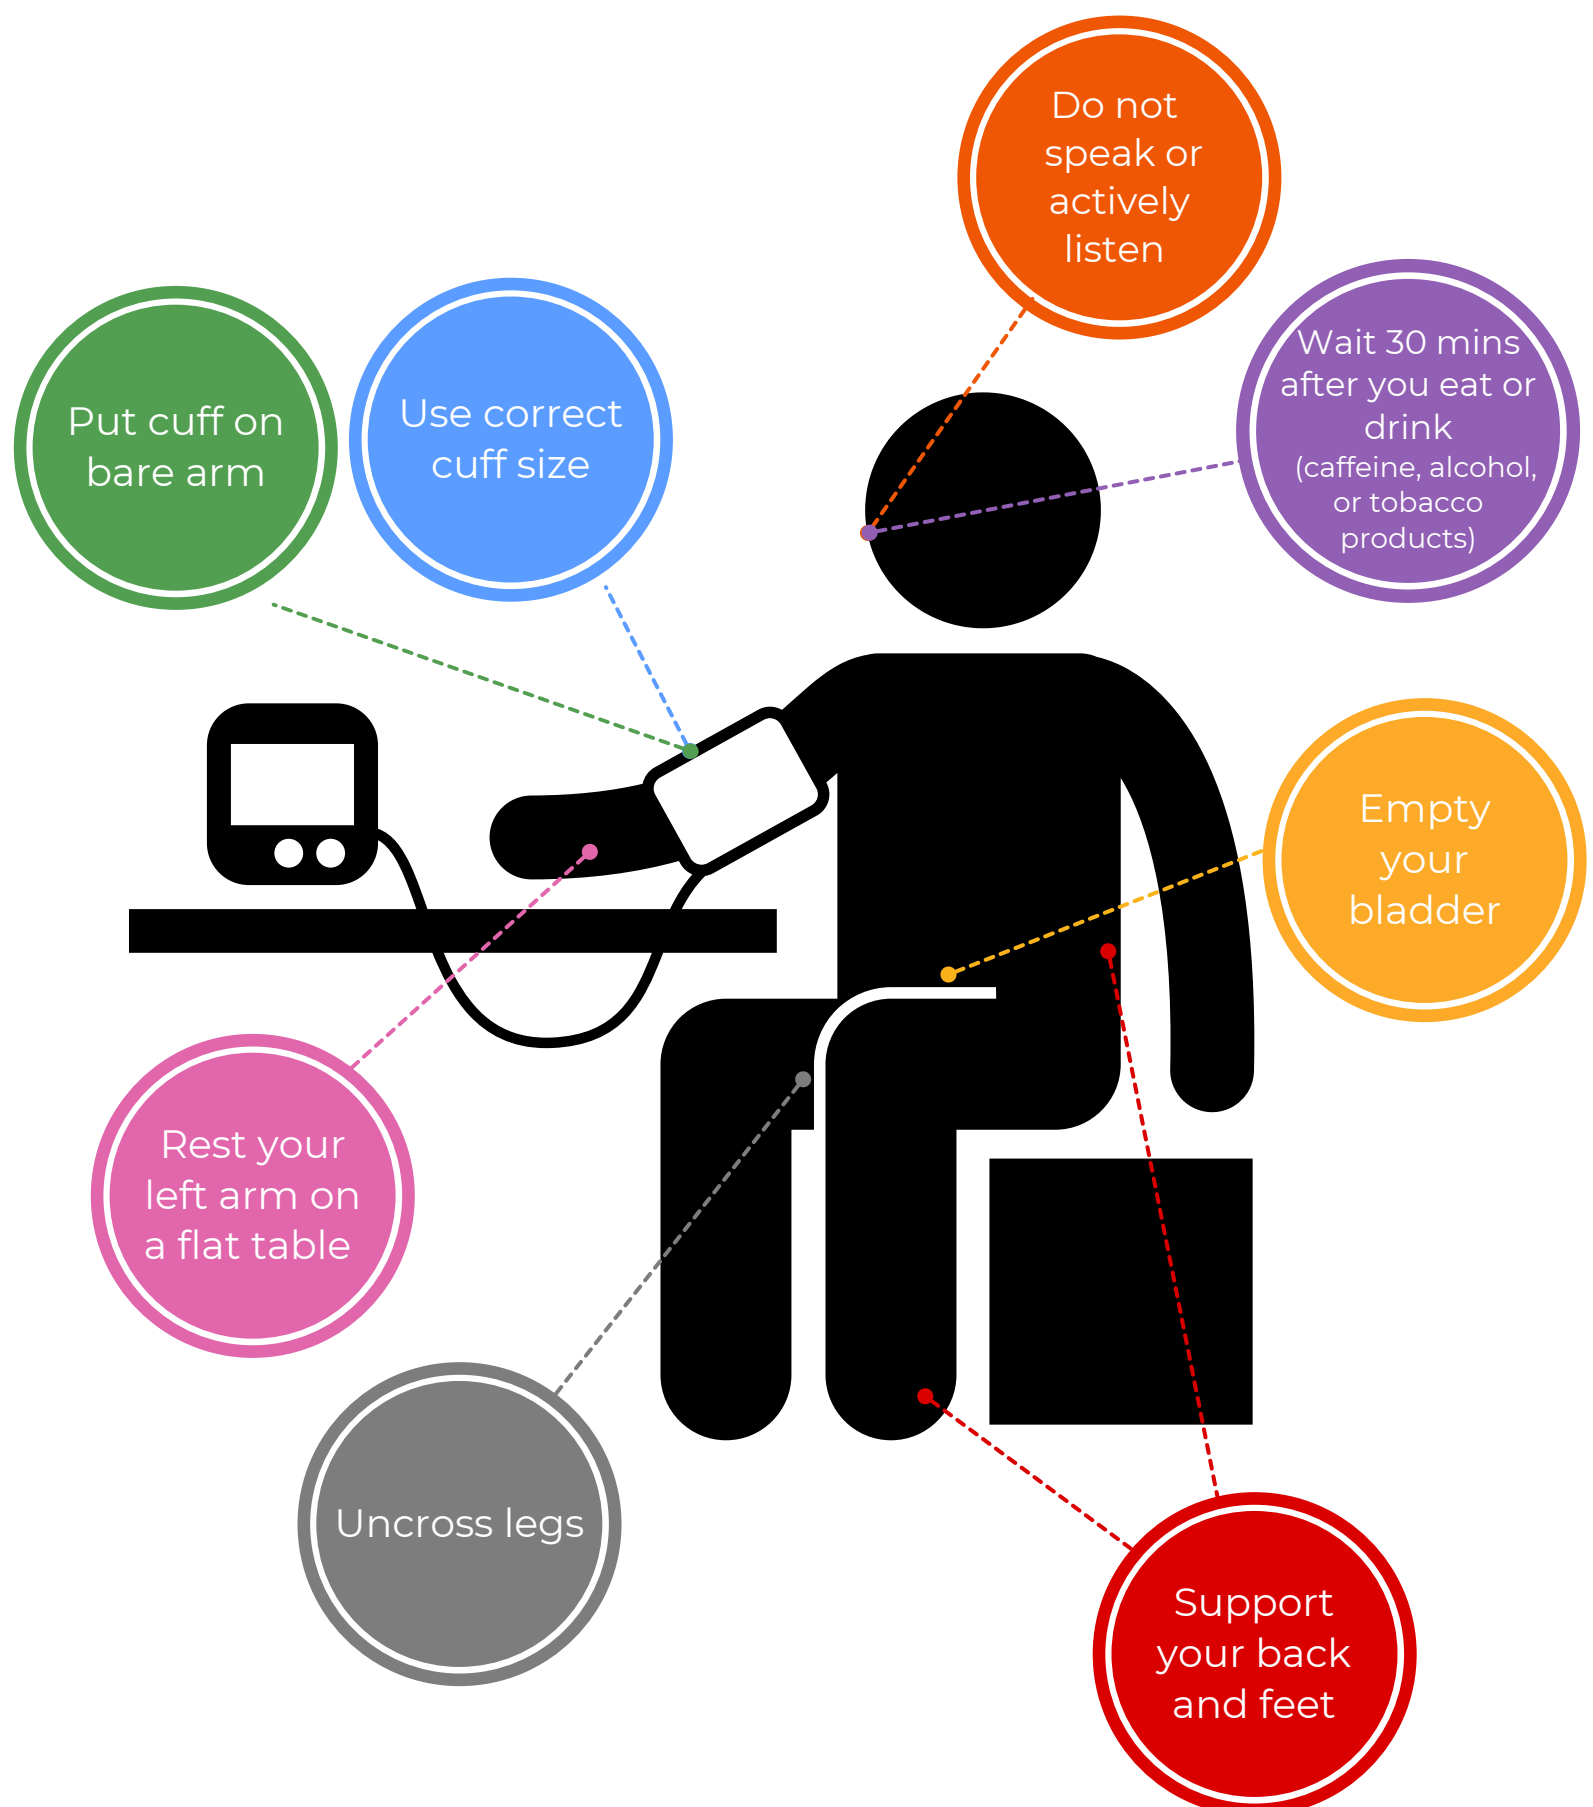 Do not
speak or
actively
listen
Wait 30 mins
after you eat or
drink
(caffeine, alcohol,
or tobacco
products)
Put cuff on
bare arm
Use correct
cuff size
Empty
your
bladder
Rest your
left arm on
a flat table
Uncross legs
Support
your back
and feet